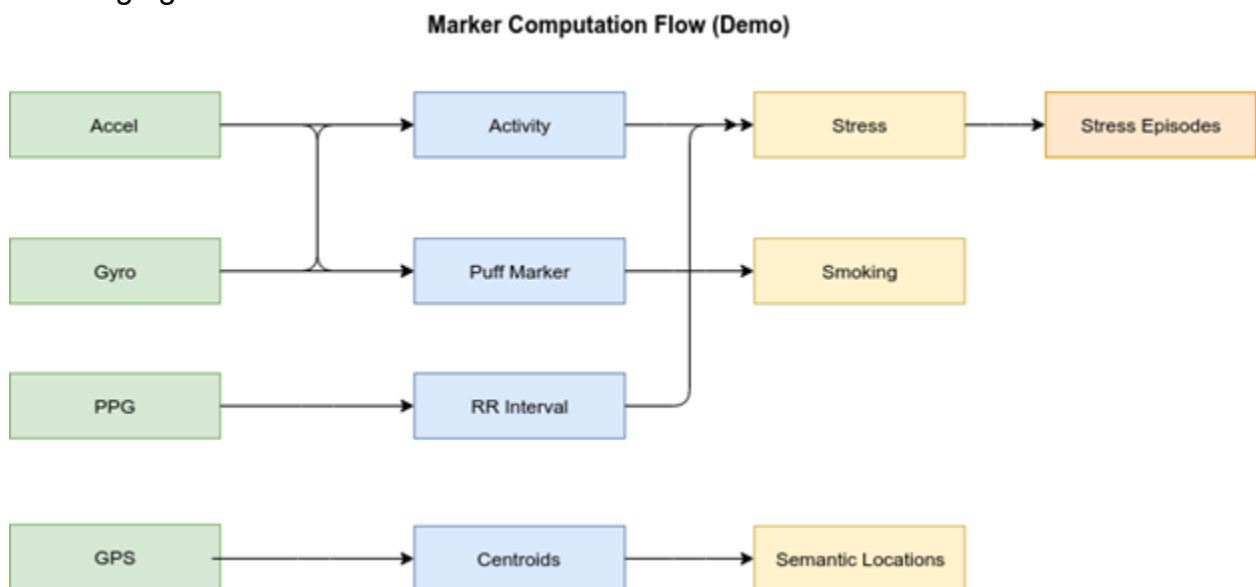 Marker Computation Flow (Demo)
Accel
Activity
Stress
Stress Episodes
Gyro
Puff Marker
Smoking
PPG
RR Interval
GPS
Centroids
Semantic Locations